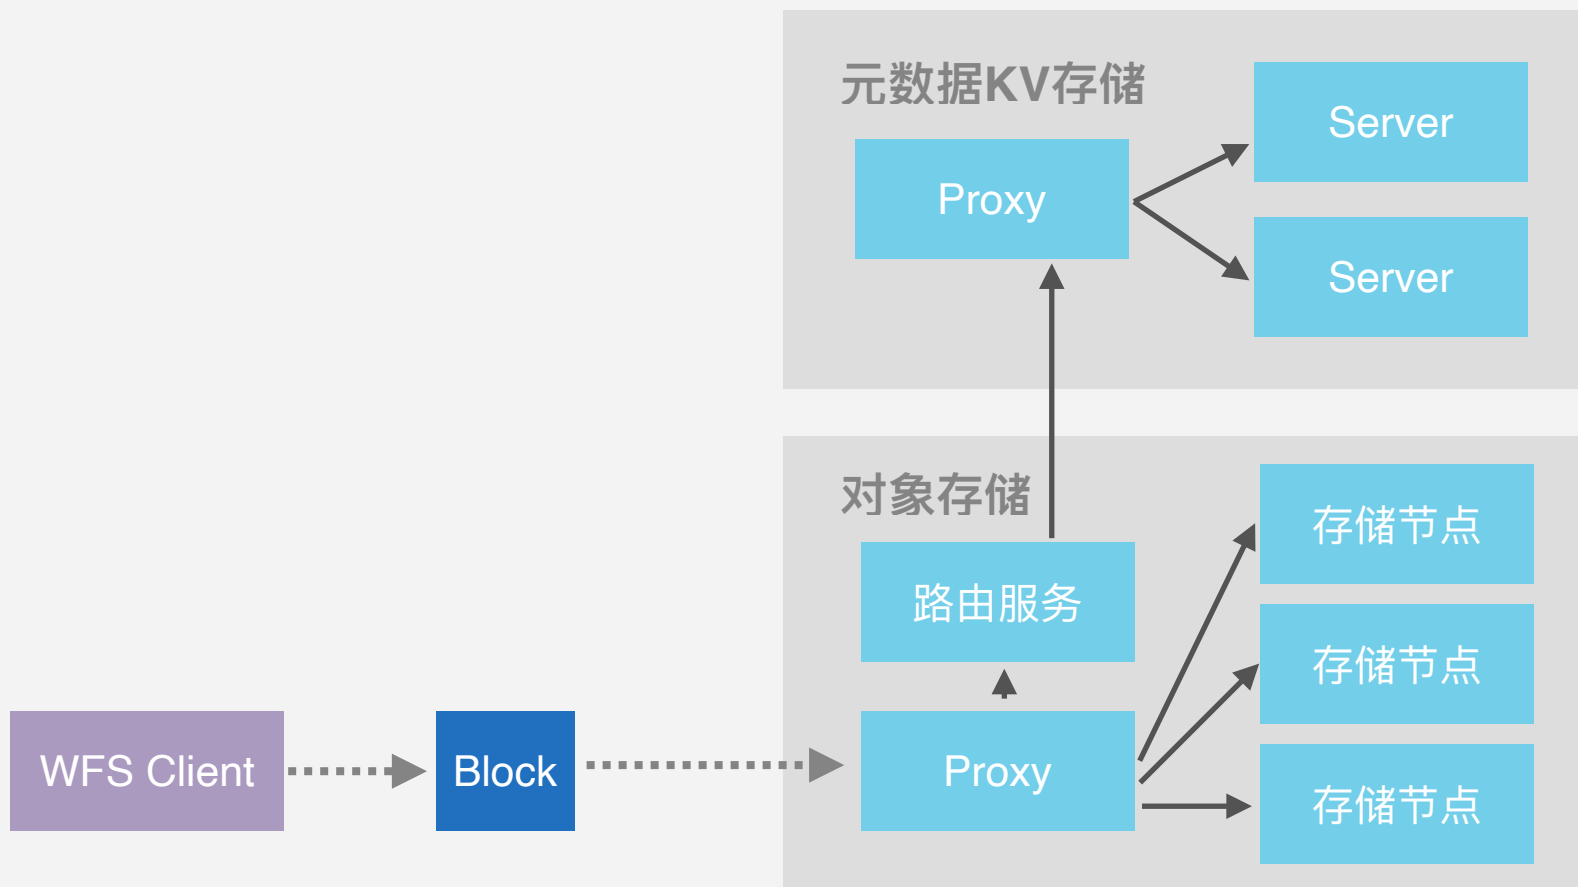 元数据KV存储
Server
Proxy
Server
对象存储
存储节点
路由服务
存储节点
WFS Client
Block
Proxy
存储节点